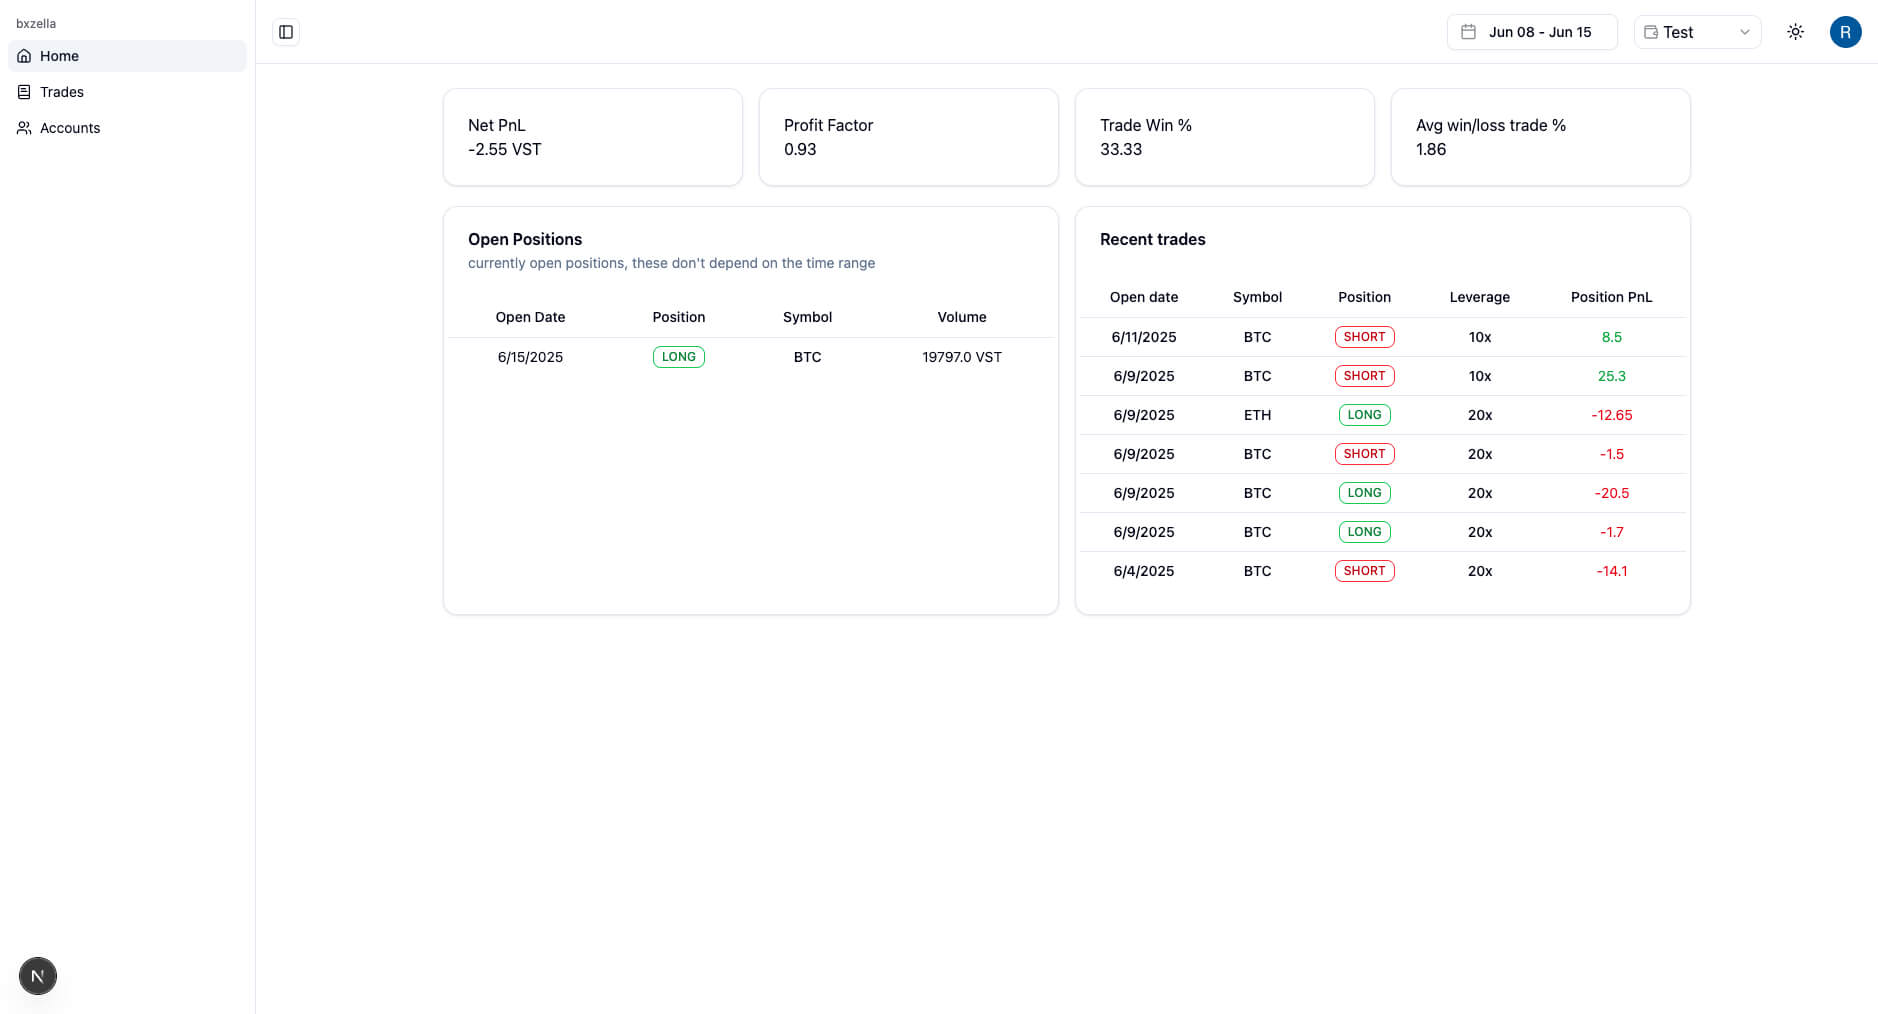 bxzella
Home
Trades
Accounts
Jun 08 - Jun 15
Test
R
Net PnL
-2.55 VST
Profit Factor
0.93
Trade Win %
33.33
Avg win/loss trade %
1.86
Open Positions
currently open positions, these don't depend on the time range
Open Date Position Symbol Volume
6/15/2025 LONG BTC 19797.0 VST
Recent trades
Open date Symbol Position Leverage Position PnL
6/11/2025 BTC SHORT 10x 8.5
6/9/2025 BTC SHORT 10x 25.3
6/9/2025 ETH LONG 20x -12.65
6/9/2025 BTC SHORT 20x -1.5
6/9/2025 BTC LONG 20x -20.5
6/9/2025 BTC LONG 20x -1.7
6/4/2025 BTC SHORT 20x -14.1
N